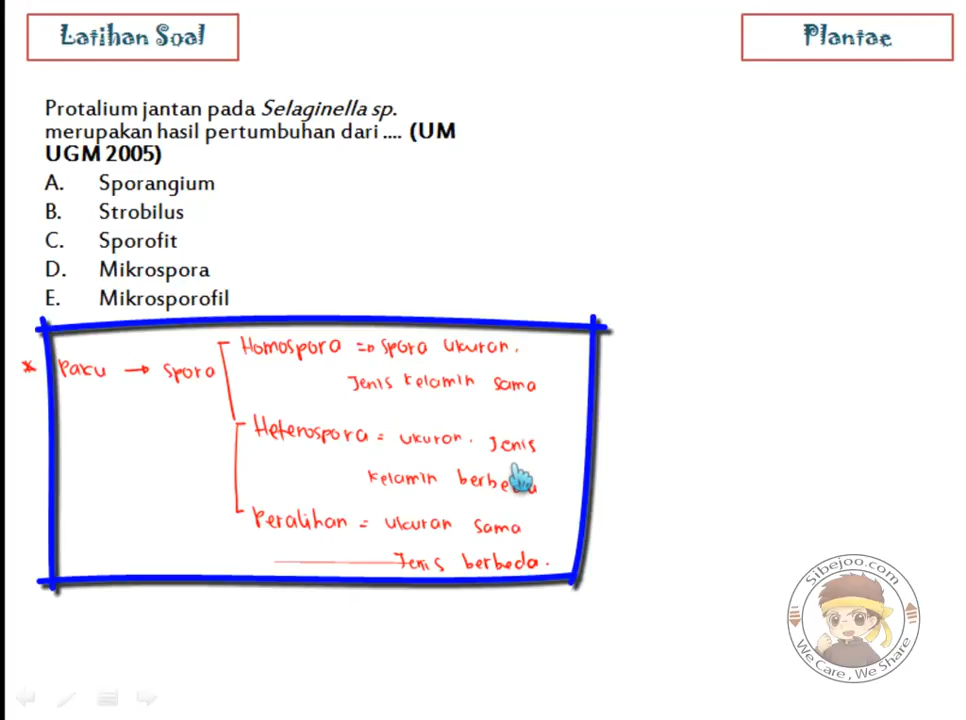 Latihan Soal
Plantae
Protalium jantan pada Selaginella sp.
merupakan hasil pertumbuhan dari .... (UM
UGM 2005)
A. Sporangium
B. Strobilus
C. Sporofit
D. Mikrospora
E. Mikrosporofil
* Paku → Spora
Homospora => spora ukuran.
Jenis kelamin sama
Heterospora = ukuran. Jenis
kelamin
Peralihan = ukuran sama
Jenis berbeda.
Sibejoo.com
We Care, We Share